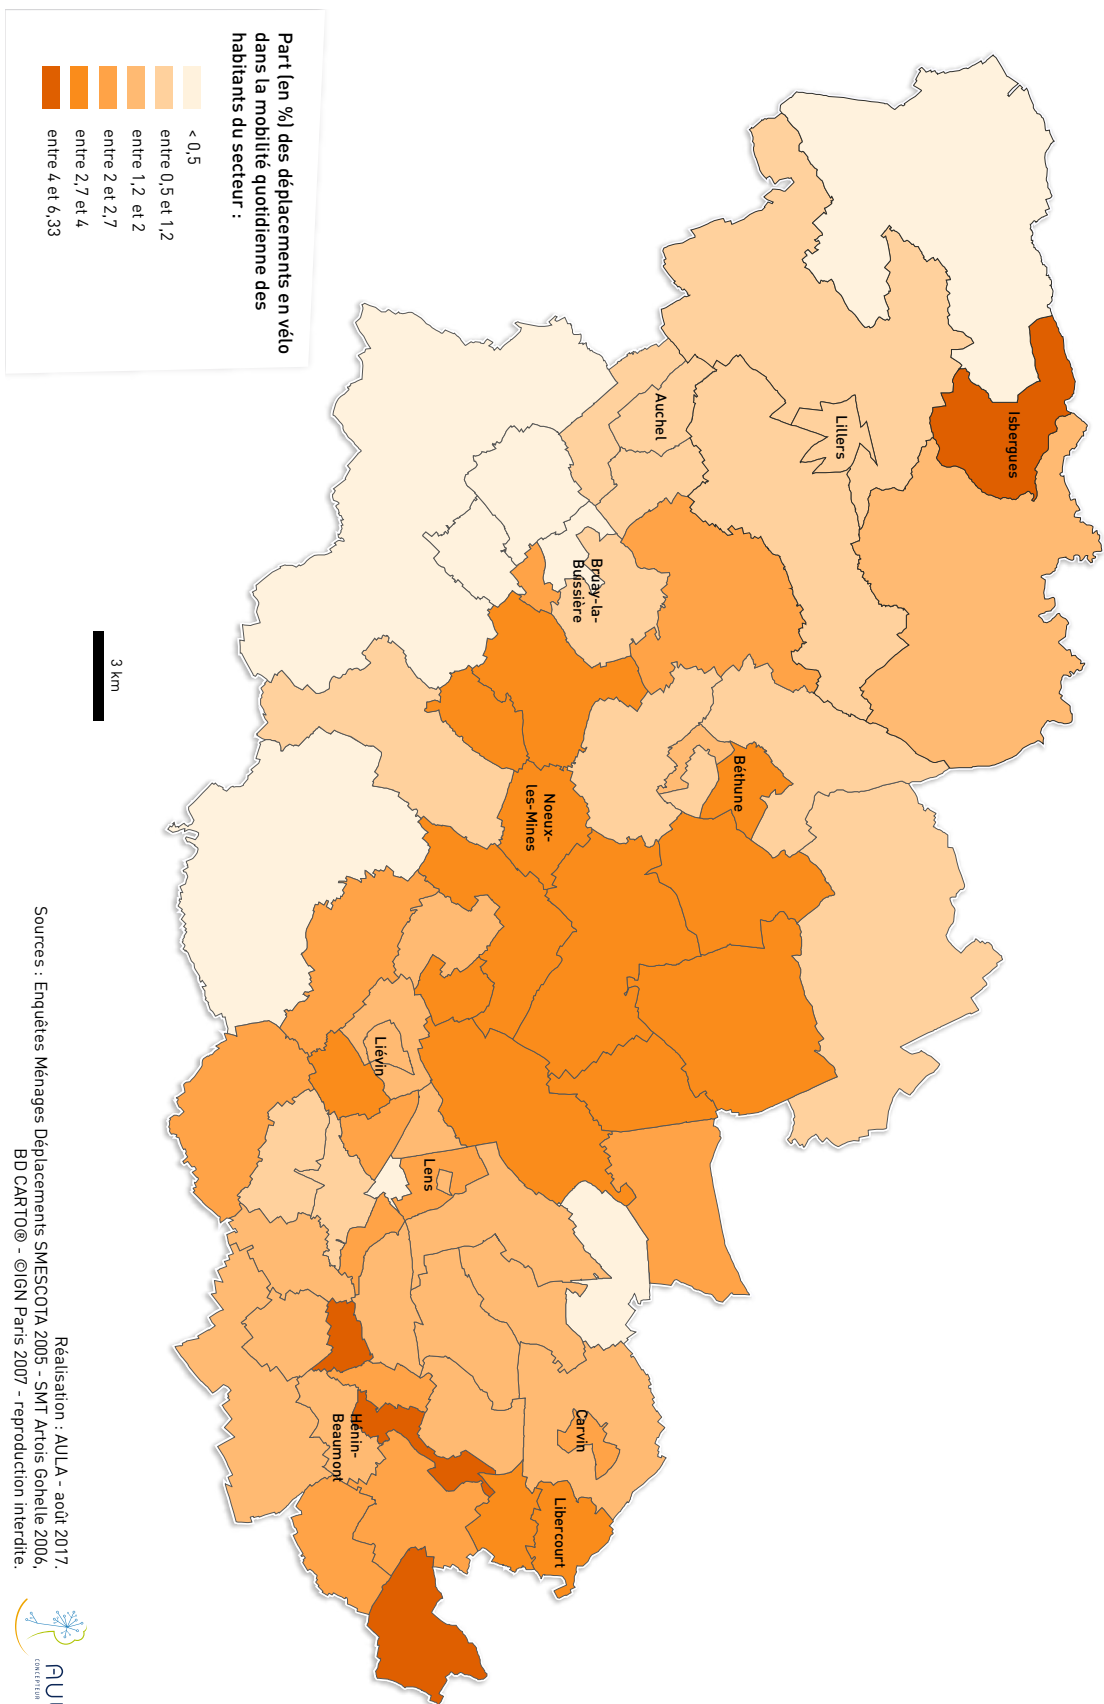 Part (en %) des déplacements en vélo
dans la mobilité quotidienne des
habitants du secteur :
< 0,5
entre 0,5 et 1,2
entre 1,2 et 2
entre 2 et 2,7
entre 2,7 et 4
entre 4 et 6,33
Isbergues
Lillers
Auchel
Bruay-la-
Buissière
Béthune
Noeux-
les-Mines
Liévin
Lens
Carvin
Hénin-
Beaumont
Libercourt
3 km
Réalisation : AULA - août 2017.
Sources : Enquêtes Ménages Déplacements SMESCOTA 2005 - SMT Artois Gohelle 2006,
BD CARTO® - ©IGN Paris 2007 - reproduction interdite.
AU
CONCEPTEUR